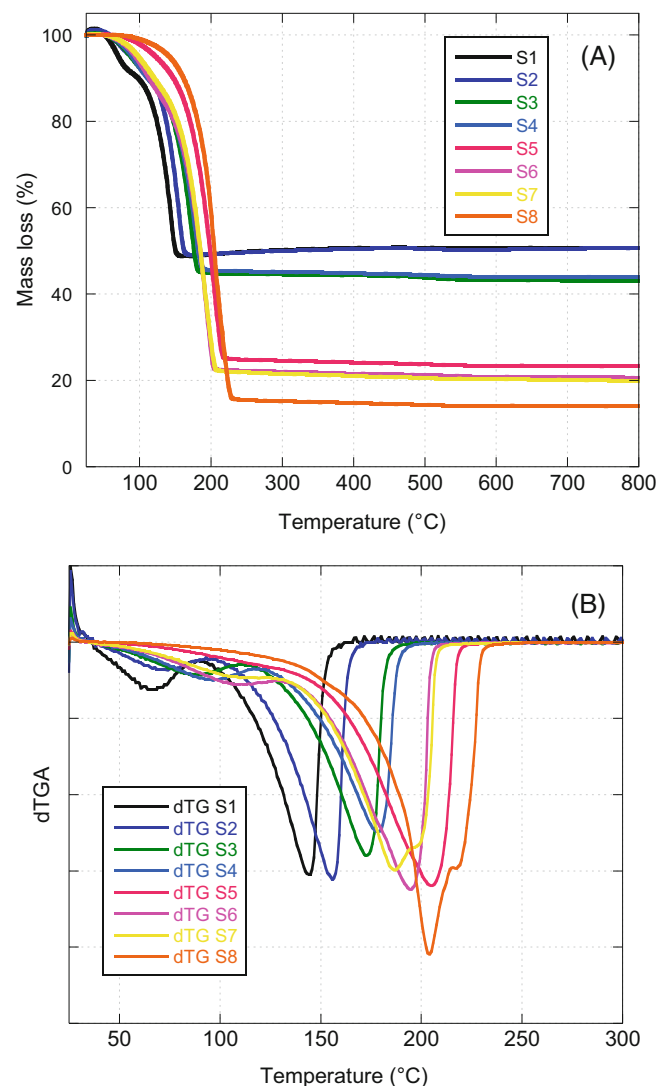 (A)
S1
S2
S3
S4
S5
S6
S7
S8
Mass loss (%)
100
80
60
40
20
0
100 200 300 400 500 600 700 800
Temperature (°C)
(B)
dTGA
dTG S1
dTG S2
dTG S3
dTG S4
dTG S5
dTG S6
dTG S7
dTG S8
50 100 150 200 250 300
Temperature (°C)